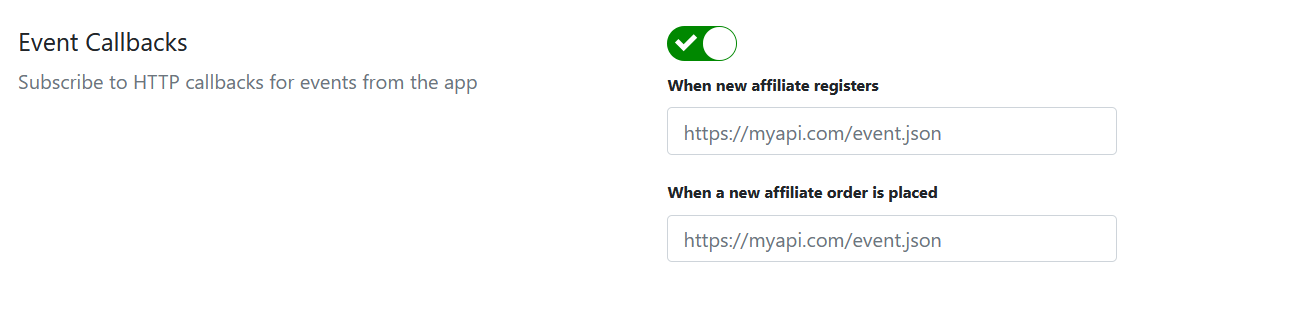 Event Callbacks
Subscribe to HTTP callbacks for events from the app
When new affiliate registers
https://myapi.com/event.json
When a new affiliate order is placed
https://myapi.com/event.json